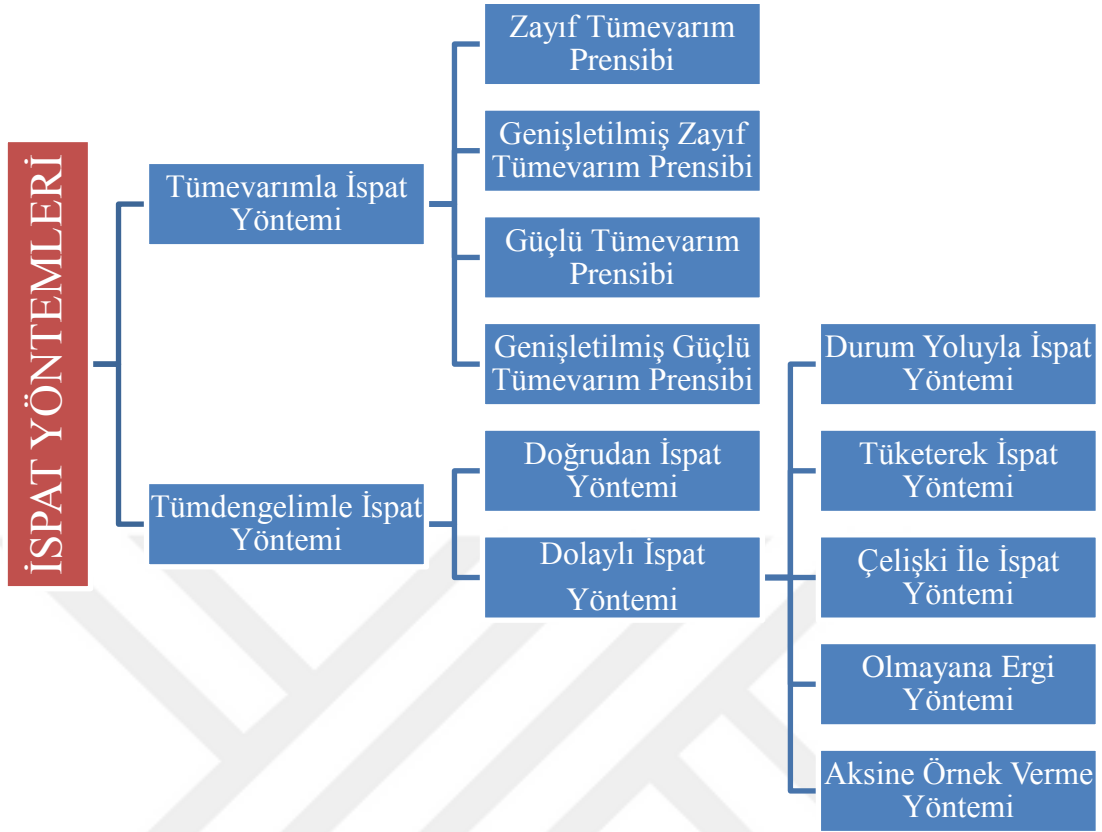 İSPAT YÖNTEMLERİ
Tümevarımla İspat
Yöntemi
Zayıf Tümevarım
Prensibi
Genişletilmiş Zayıf
Tümevarım Prensibi
Güçlü Tümevarım
Prensibi
Genişletilmiş Güçlü
Tümevarım Prensibi
Tümdengelimle İspat
Yöntemi
Doğrudan İspat
Yöntemi
Dolaylı İspat
Yöntemi
Durum Yoluyla İspat
Yöntemi
Tüketerek İspat
Yöntemi
Çelişki İle İspat
Yöntemi
Olmayana Ergi
Yöntemi
Aksine Örnek Verme
Yöntemi